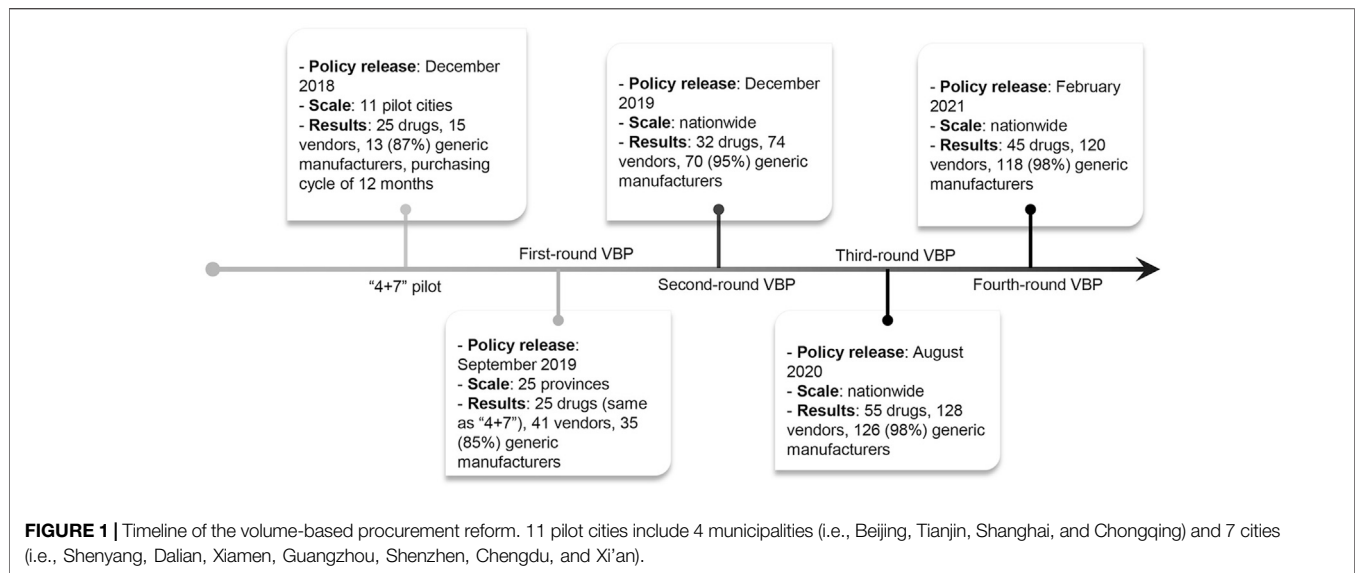 - Policy release: December
2018
- Scale: 11 pilot cities
- Results: 25 drugs, 15
vendors, 13 (87%) generic
manufacturers, purchasing
cycle of 12 months
- Policy release: December
2019
- Scale: nationwide
- Results: 32 drugs, 74
vendors, 70 (95%) generic
manufacturers
- Policy release: February
2021
- Scale: nationwide
- Results: 45 drugs, 120
vendors, 118 (98%) generic
manufacturers
First-round VBP
Third-round VBP
“4+7” pilot
Second-round VBP
Fourth-round VBP
- Policy release:
September 2019
- Scale: 25 provinces
- Results: 25 drugs (same
as “4+7”), 41 vendors, 35
(85%) generic
manufacturers
- Policy release: August
2020
- Scale: nationwide
- Results: 55 drugs, 128
vendors, 126 (98%) generic
manufacturers
FIGURE 1 | Timeline of the volume-based procurement reform. 11 pilot cities include 4 municipalities (i.e., Beijing, Tianjin, Shanghai, and Chongqing) and 7 cities
(i.e., Shenyang, Dalian, Xiamen, Guangzhou, Shenzhen, Chengdu, and Xi’an).